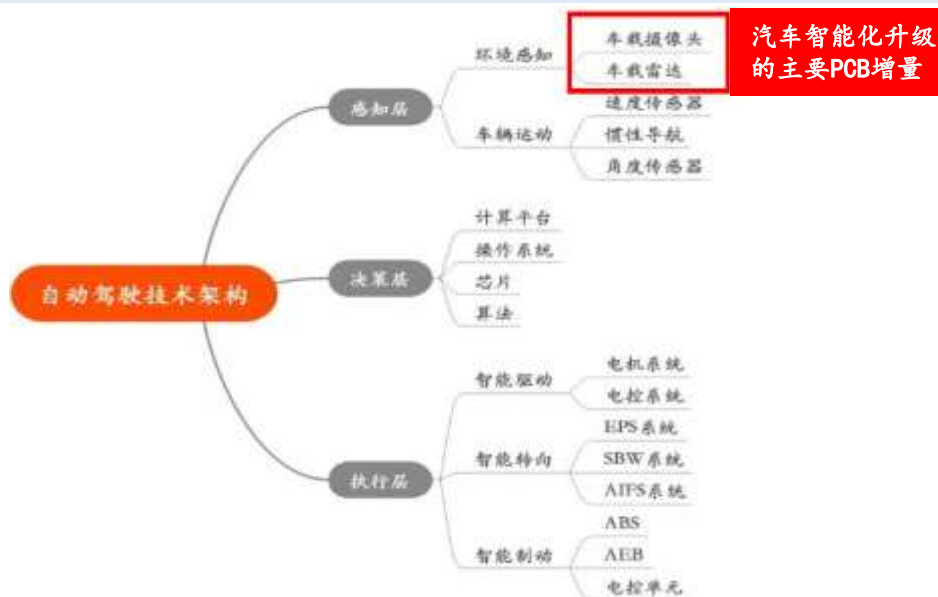 车载摄像头
汽车智能化升级
的主要PCB增量
环境感知
车载雷达
感知层
速度传感器
车辆运动
惯性导航
角度传感器
计算平台
操作系统
自动驾驶技术架构
决策层
芯片
算法
智能驱动
电机系统
电控系统
EPS系统
执行层
智能转向
SBW系统
AIFS系统
ABS
智能制动
AEB
电控单元